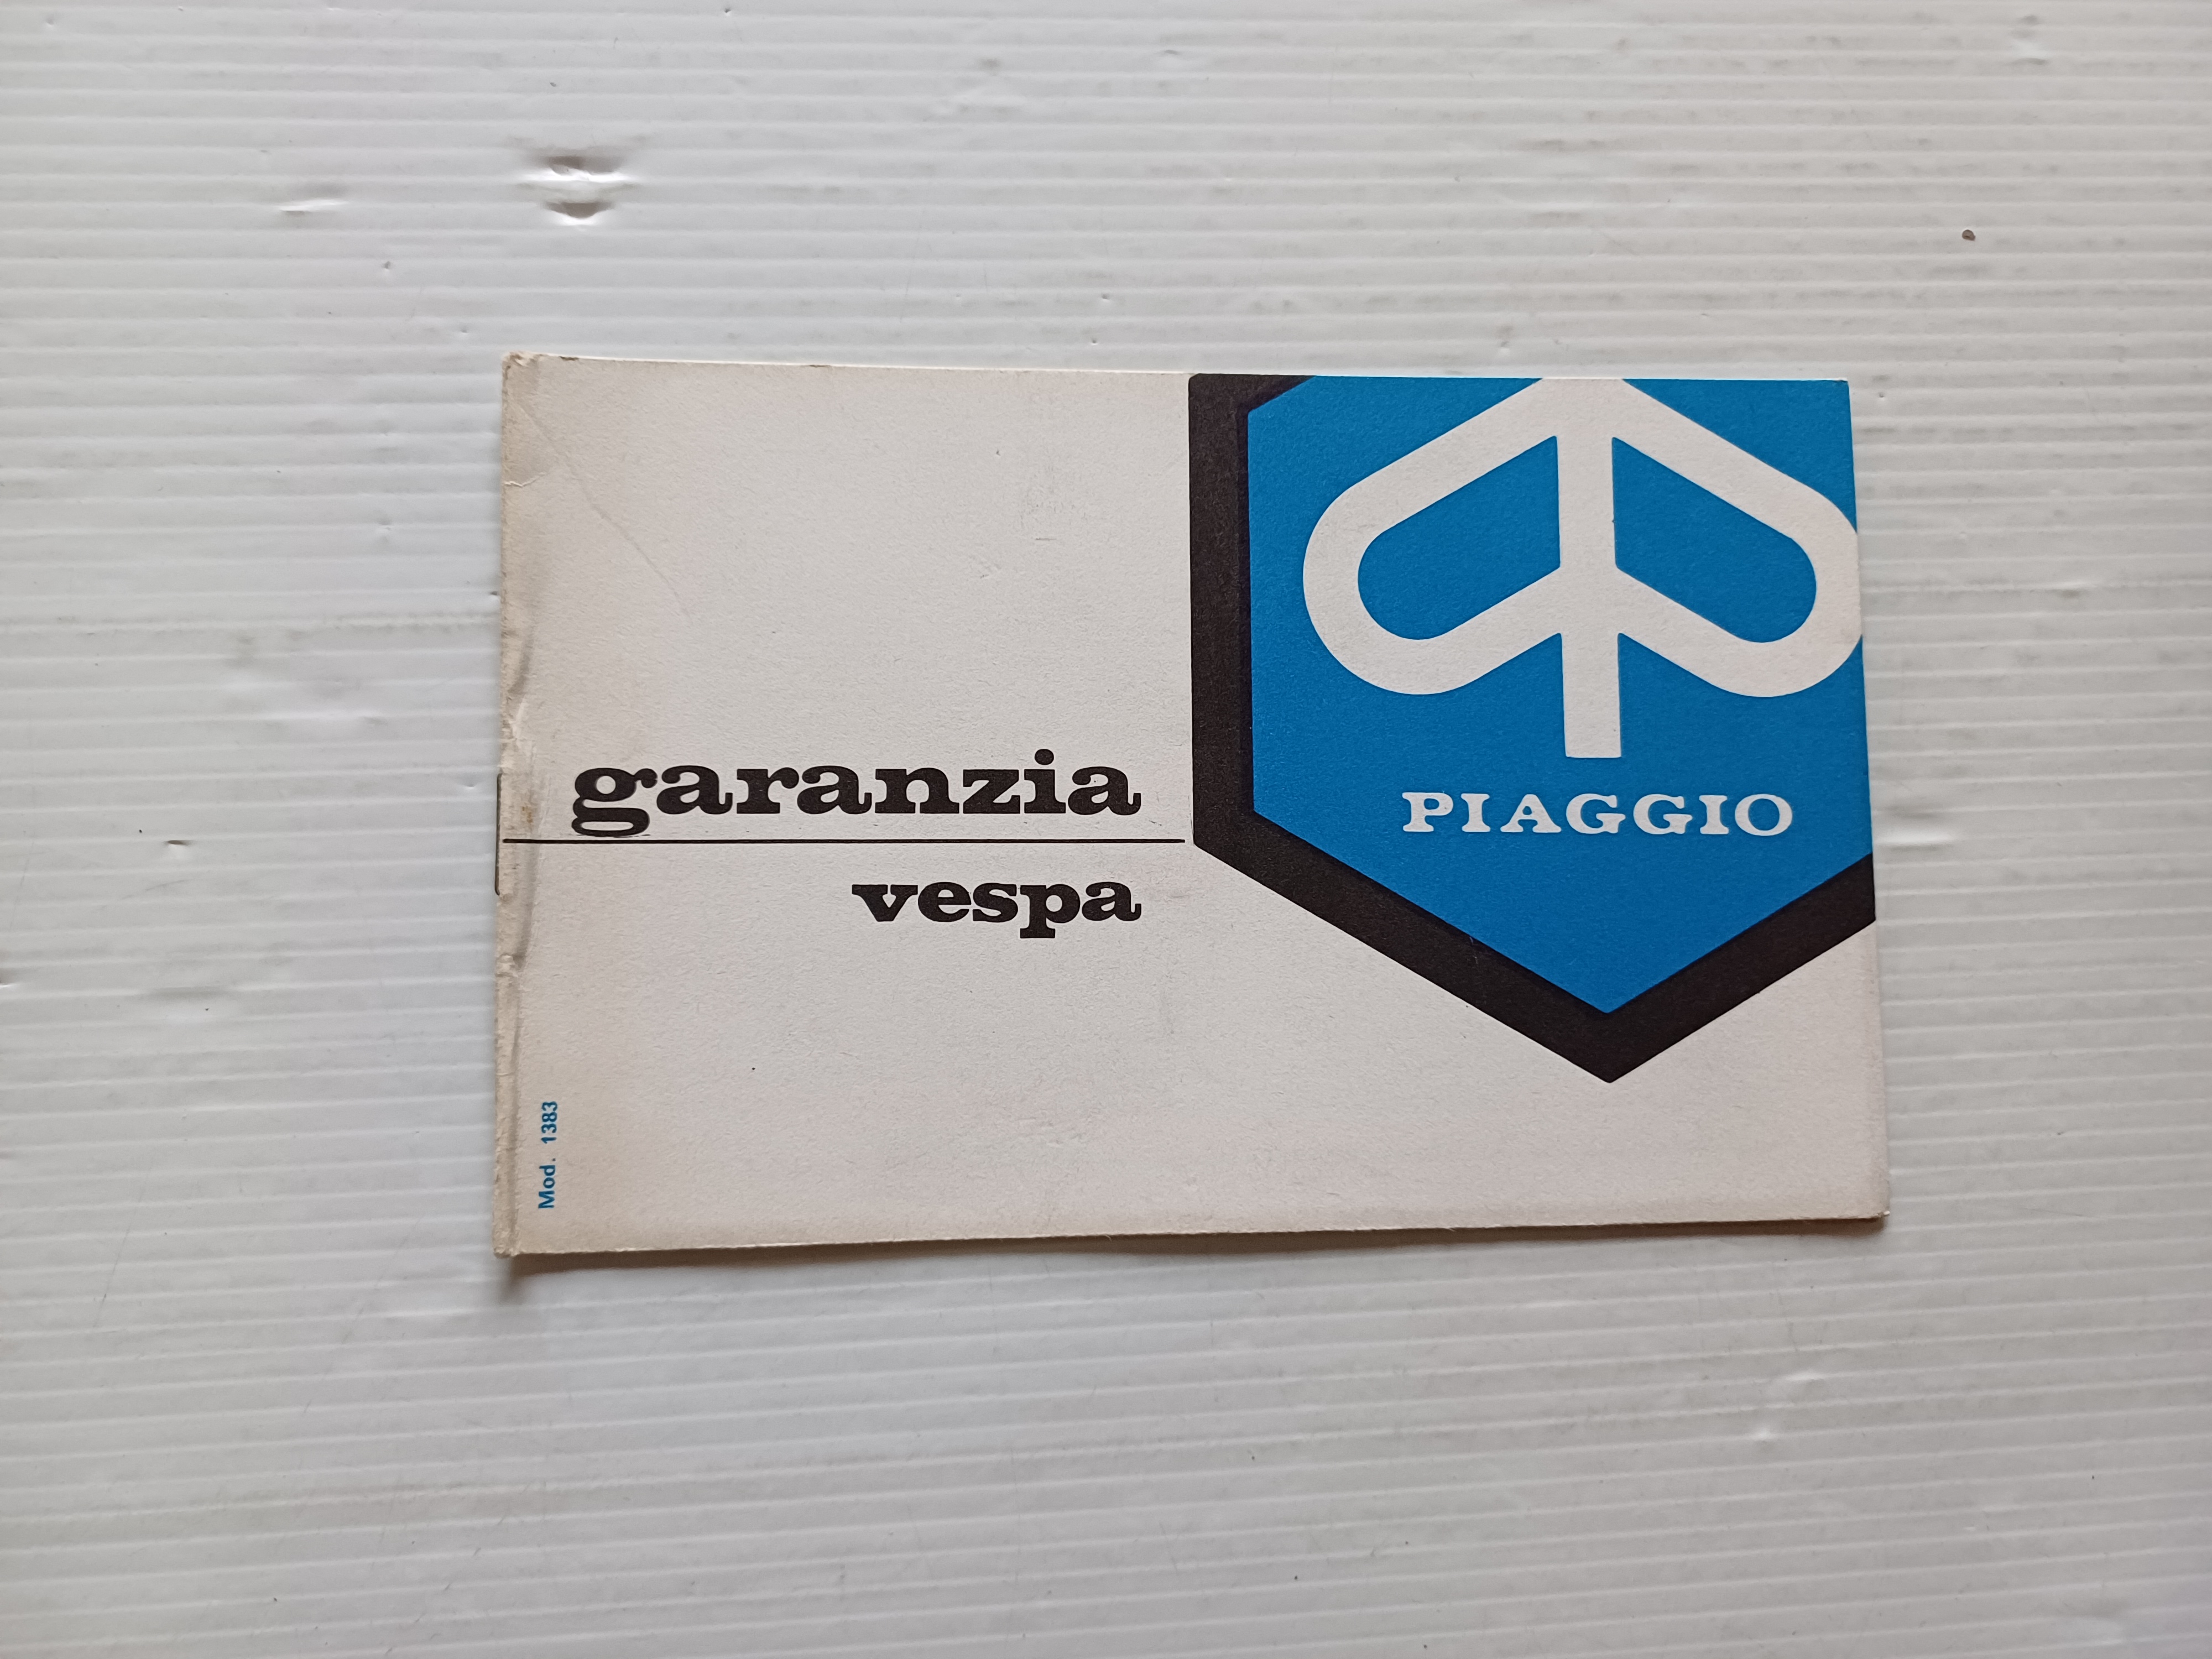 garanzia
vespa
PIAGGIO
Mod. 1383